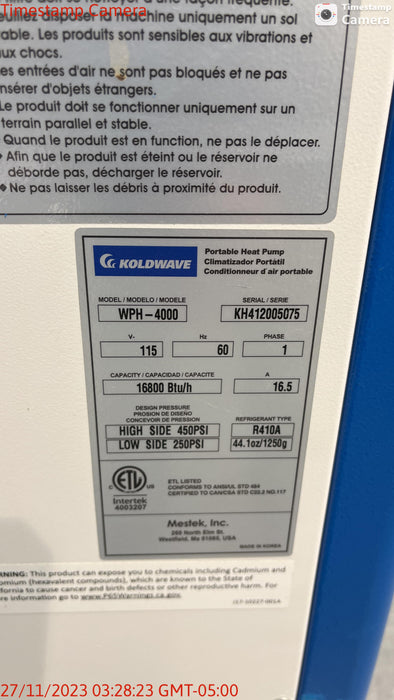 Timestamp Camera
Timestamp
Camera
Veuillez disposer la machine uniquement un sol
able. Les produits sont sensibles aux vibrations et
ux chocs.
es entrées d'air ne sont pas bloqués et ne pas
nsérer d'objets étrangers.
Le produit doit se fonctionner uniquement sur un
terrain parallel et stable.
Quand le produit est en function, ne pas le déplacer.
Afin que le produit est éteint ou le réservoir ne
déborde pas, décharger le réservoir.
Ne pas laisser les débris à proximité du produit.
KOLDWAVE
Portable Heat Pump
Climatizador Portátil
Conditionneur d'air portable
MODEL / MODELO / MODELE
SERIAL / SERIE
WPH-4000
KH412005075
V~
Hz
PHASE
115
60
1
CAPACITY / CAPACIDAD / CAPACITE
A
16800 Btu/h
16.5
DESIGN PRESSURE
PROSION DE DISEÑO
CONCEVOIR DE PRESSION
REFRIGERANT TYPE
HIGH SIDE 450PSI
R410A
LOW SIDE 250PSI
44.1oz/1250g
C ETL US
Intertek
4003207
ETL LISTED
CONFORMS TO ANSI/UL STD 484
CERTIFIED TO CAN/CSA STD C22.2 NO.117
Mestek, Inc.
260 North Elm St.
Westfield, Ma 01085, USA
MADE IN KOREA
RNING: This product can expose you to chemicals including Cadmium and
omium (hexavalent compounds), which are known to the State of
fornia to cause cancer and birth defects or other reproductive harm. For
re information go to www.P65Warnings.ca.gov.
27/11/2023 03:28:23 GMT-05:00